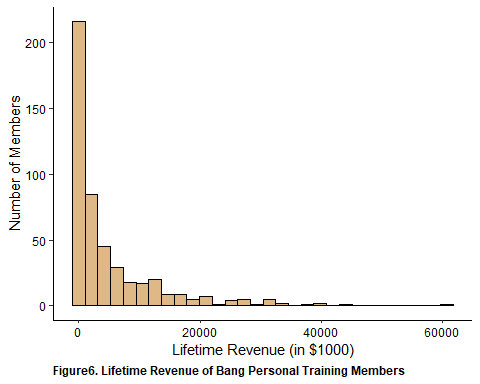 200
150
100
50
0
Number of Members
0 20000 40000 60000
Lifetime Revenue (in $1000)
Figure6. Lifetime Revenue of Bang Personal Training Members